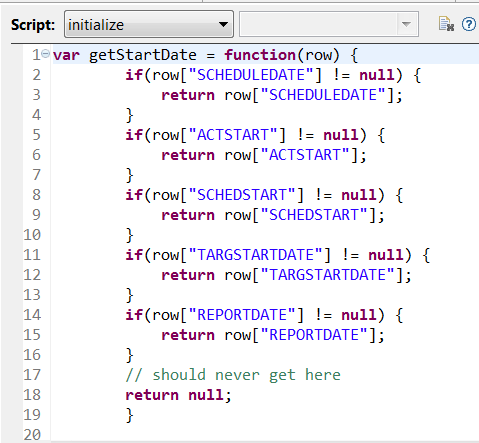 Script: initialize
1 var getStartDate = function(row) {
2 if(row["SCHEDULEDATE"] != null) {
3 return row["SCHEDULEDATE"];
4 }
5 if(row["ACTSTART"] != null) {
6 return row["ACTSTART"];
7 }
8 if(row["SCHEDSTART"] != null) {
9 return row["SCHEDSTART"];
10 }
11 if(row["TARGSTARTDATE"] != null) {
12 return row["TARGSTARTDATE"];
13 }
14 if(row["REPORTDATE"] != null) {
15 return row["REPORTDATE"];
16 }
17 // should never get here
18 return null;
19 }
20